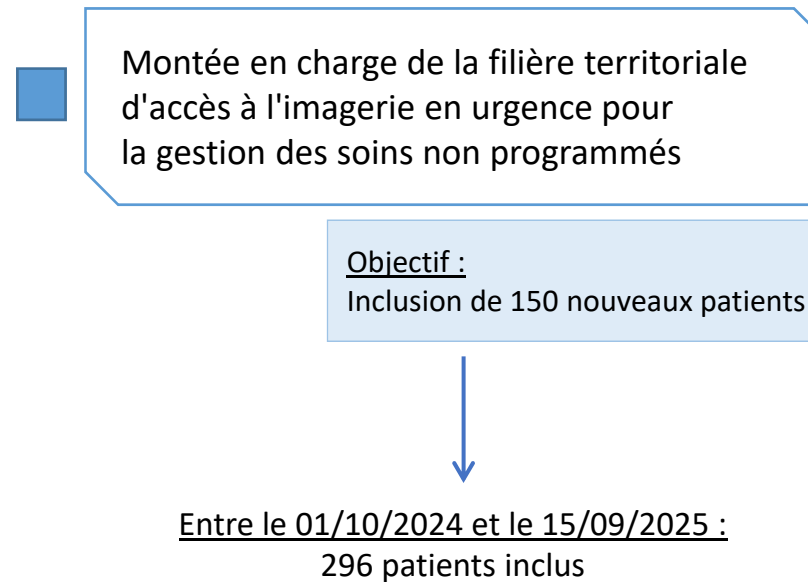 Montée en charge de la filière territoriale
d'accès à l'imagerie en urgence pour
la gestion des soins non programmés
Objectif :
Inclusion de 150 nouveaux patients
Entre le 01/10/2024 et le 15/09/2025 :
296 patients inclus